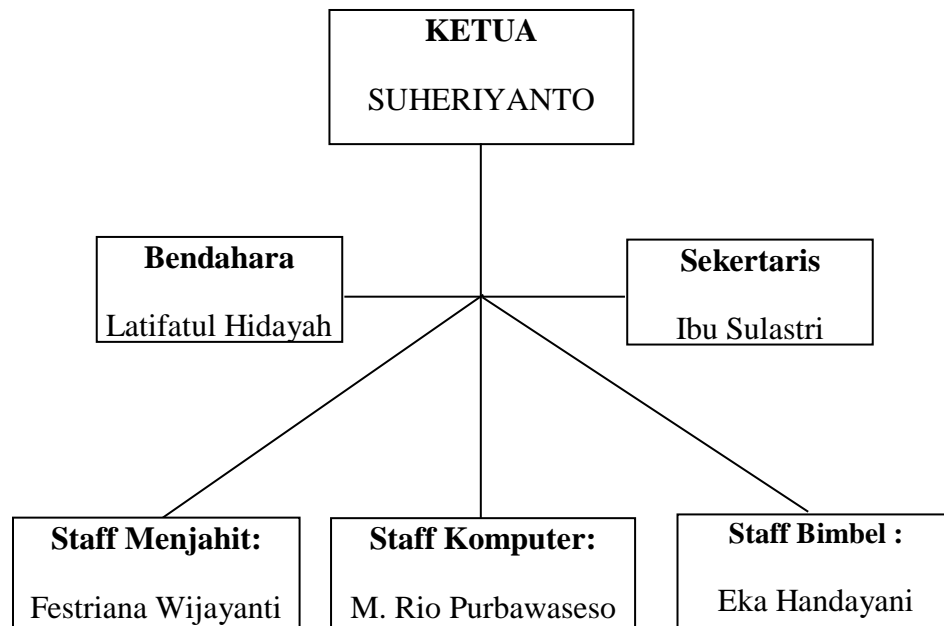 KETUA
SUHERIYANTO
Bendahara
Latifatul Hidayah
Sekertaris
Ibu Sulastri
Staff Menjahit:
Festriana Wijayanti
Staff Komputer:
M. Rio Purbawaseso
Staff Bimbel :
Eka Handayani